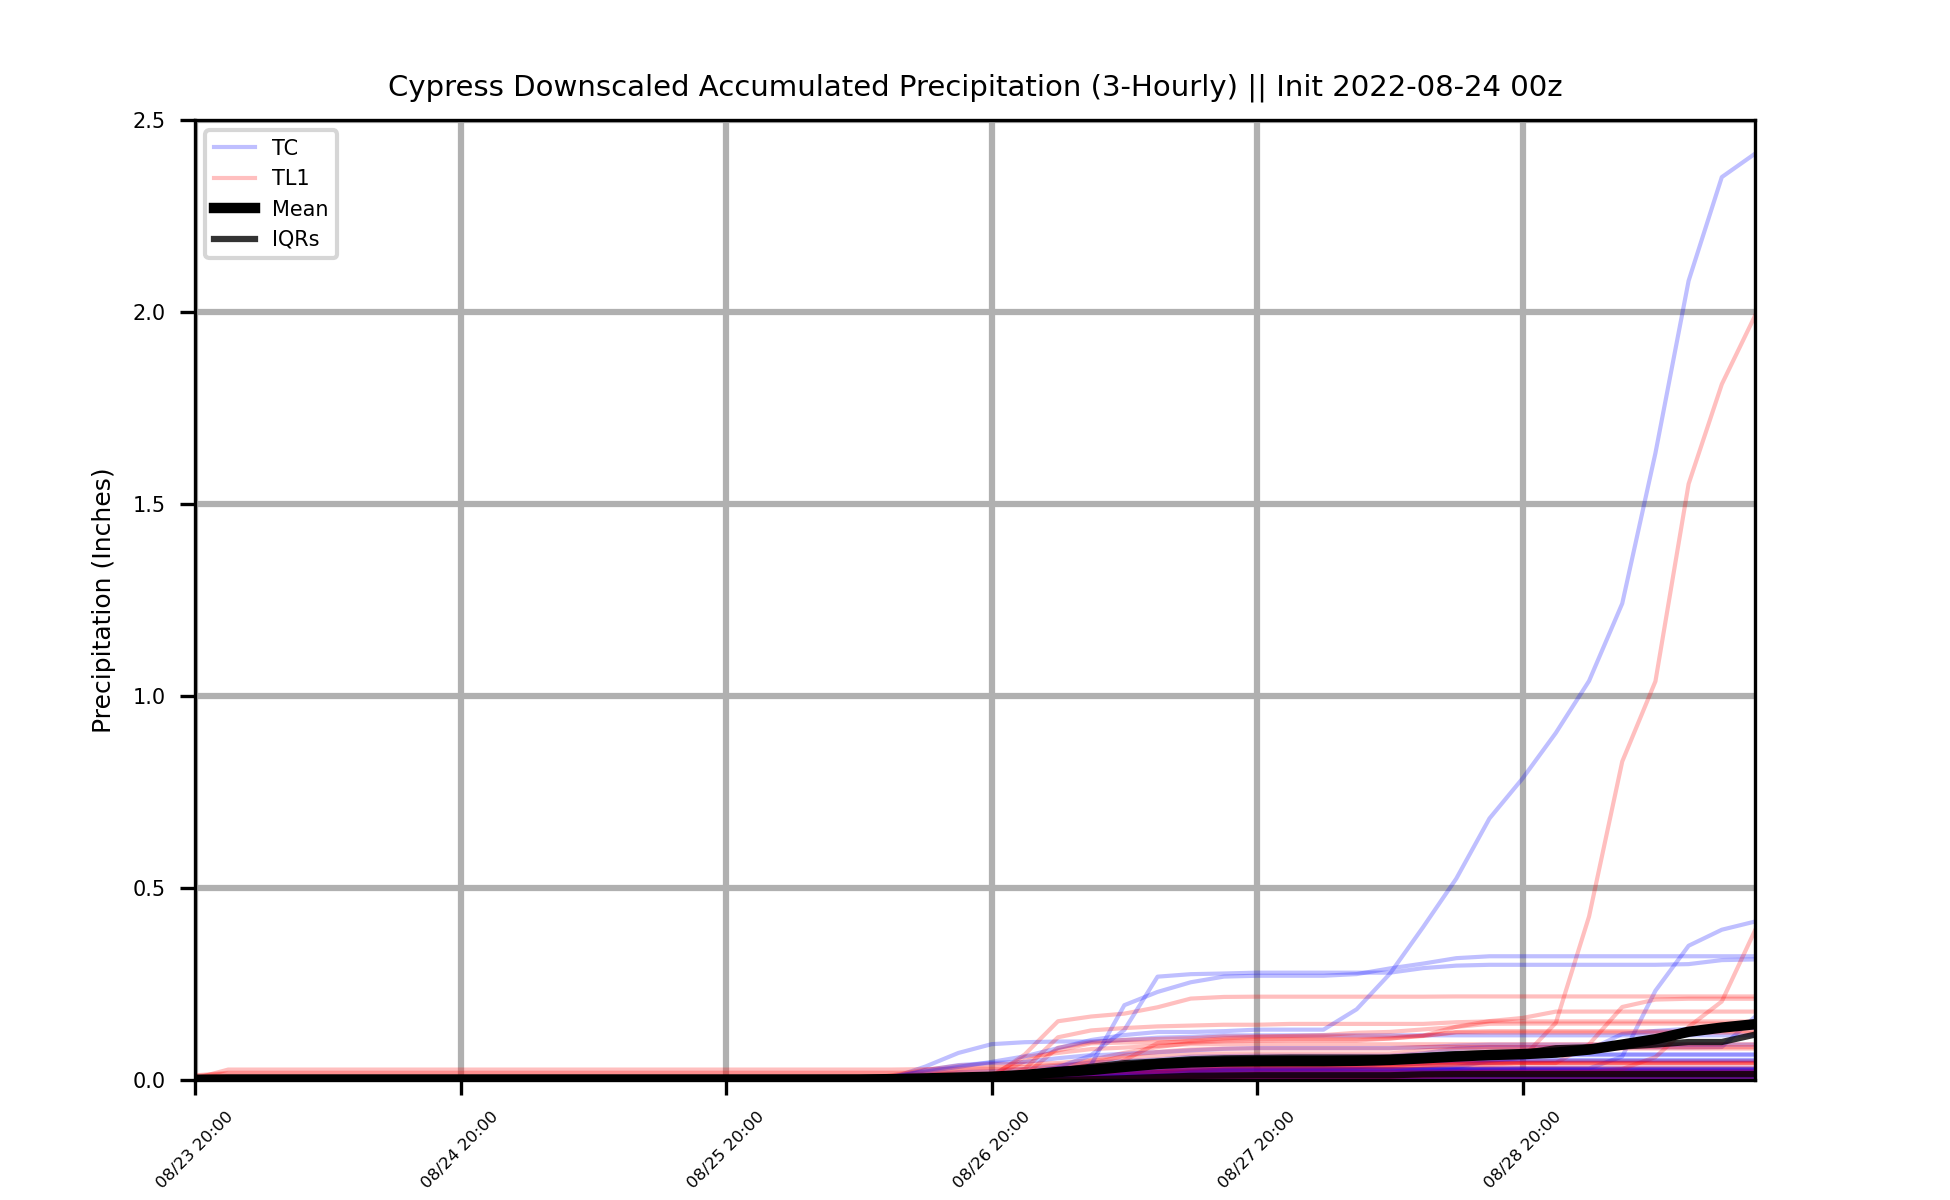 Cypress Downscaled Accumulated Precipitation (3-Hourly) || Init 2022-08-24 00z
2.5
2.0
1.5
1.0
0.5
0.0
Precipitation (Inches)
TC
TL1
Mean
IQRs
08/23 20:00
08/24 20:00
08/25 20:00
08/26 20:00
08/27 20:00
08/28 20:00